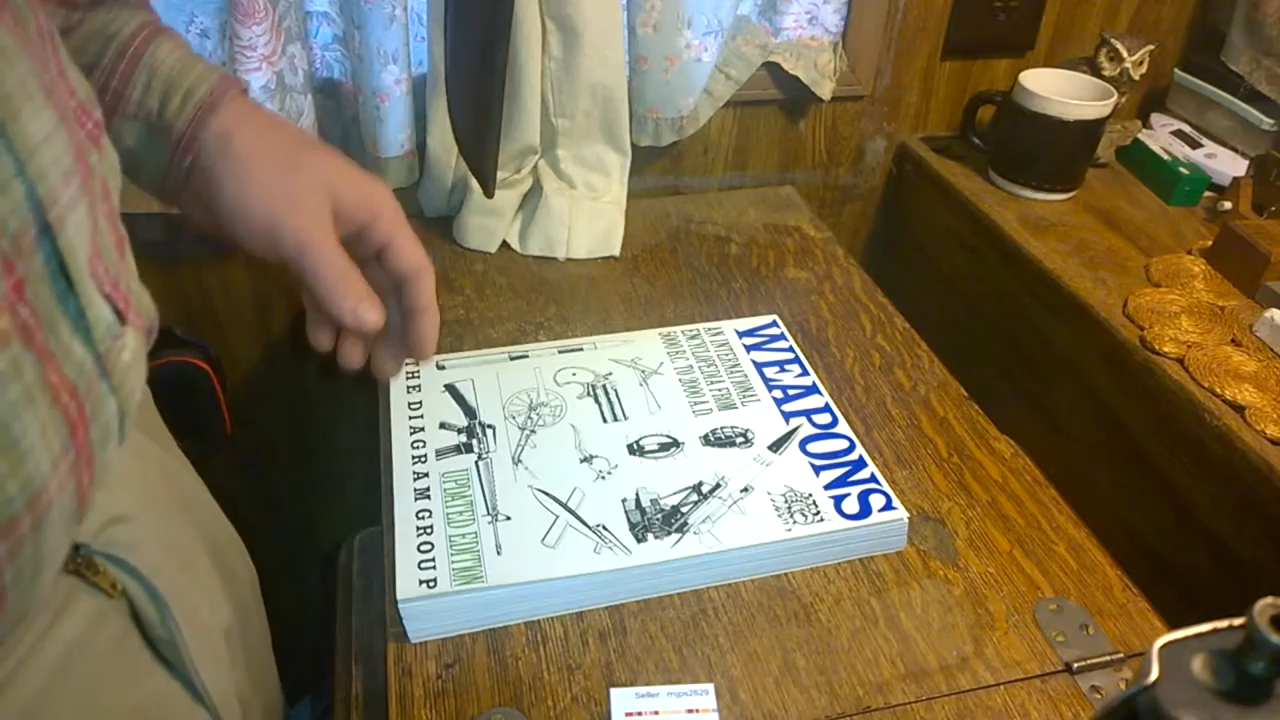 WEAPONS
AN INTERNATIONAL
ENCYCLOPEDIA FROM
5000 B.C. TO 2000 A.D.
UPDATED EDITION
THE DIAGRAM GROUP
Seller mjps2629